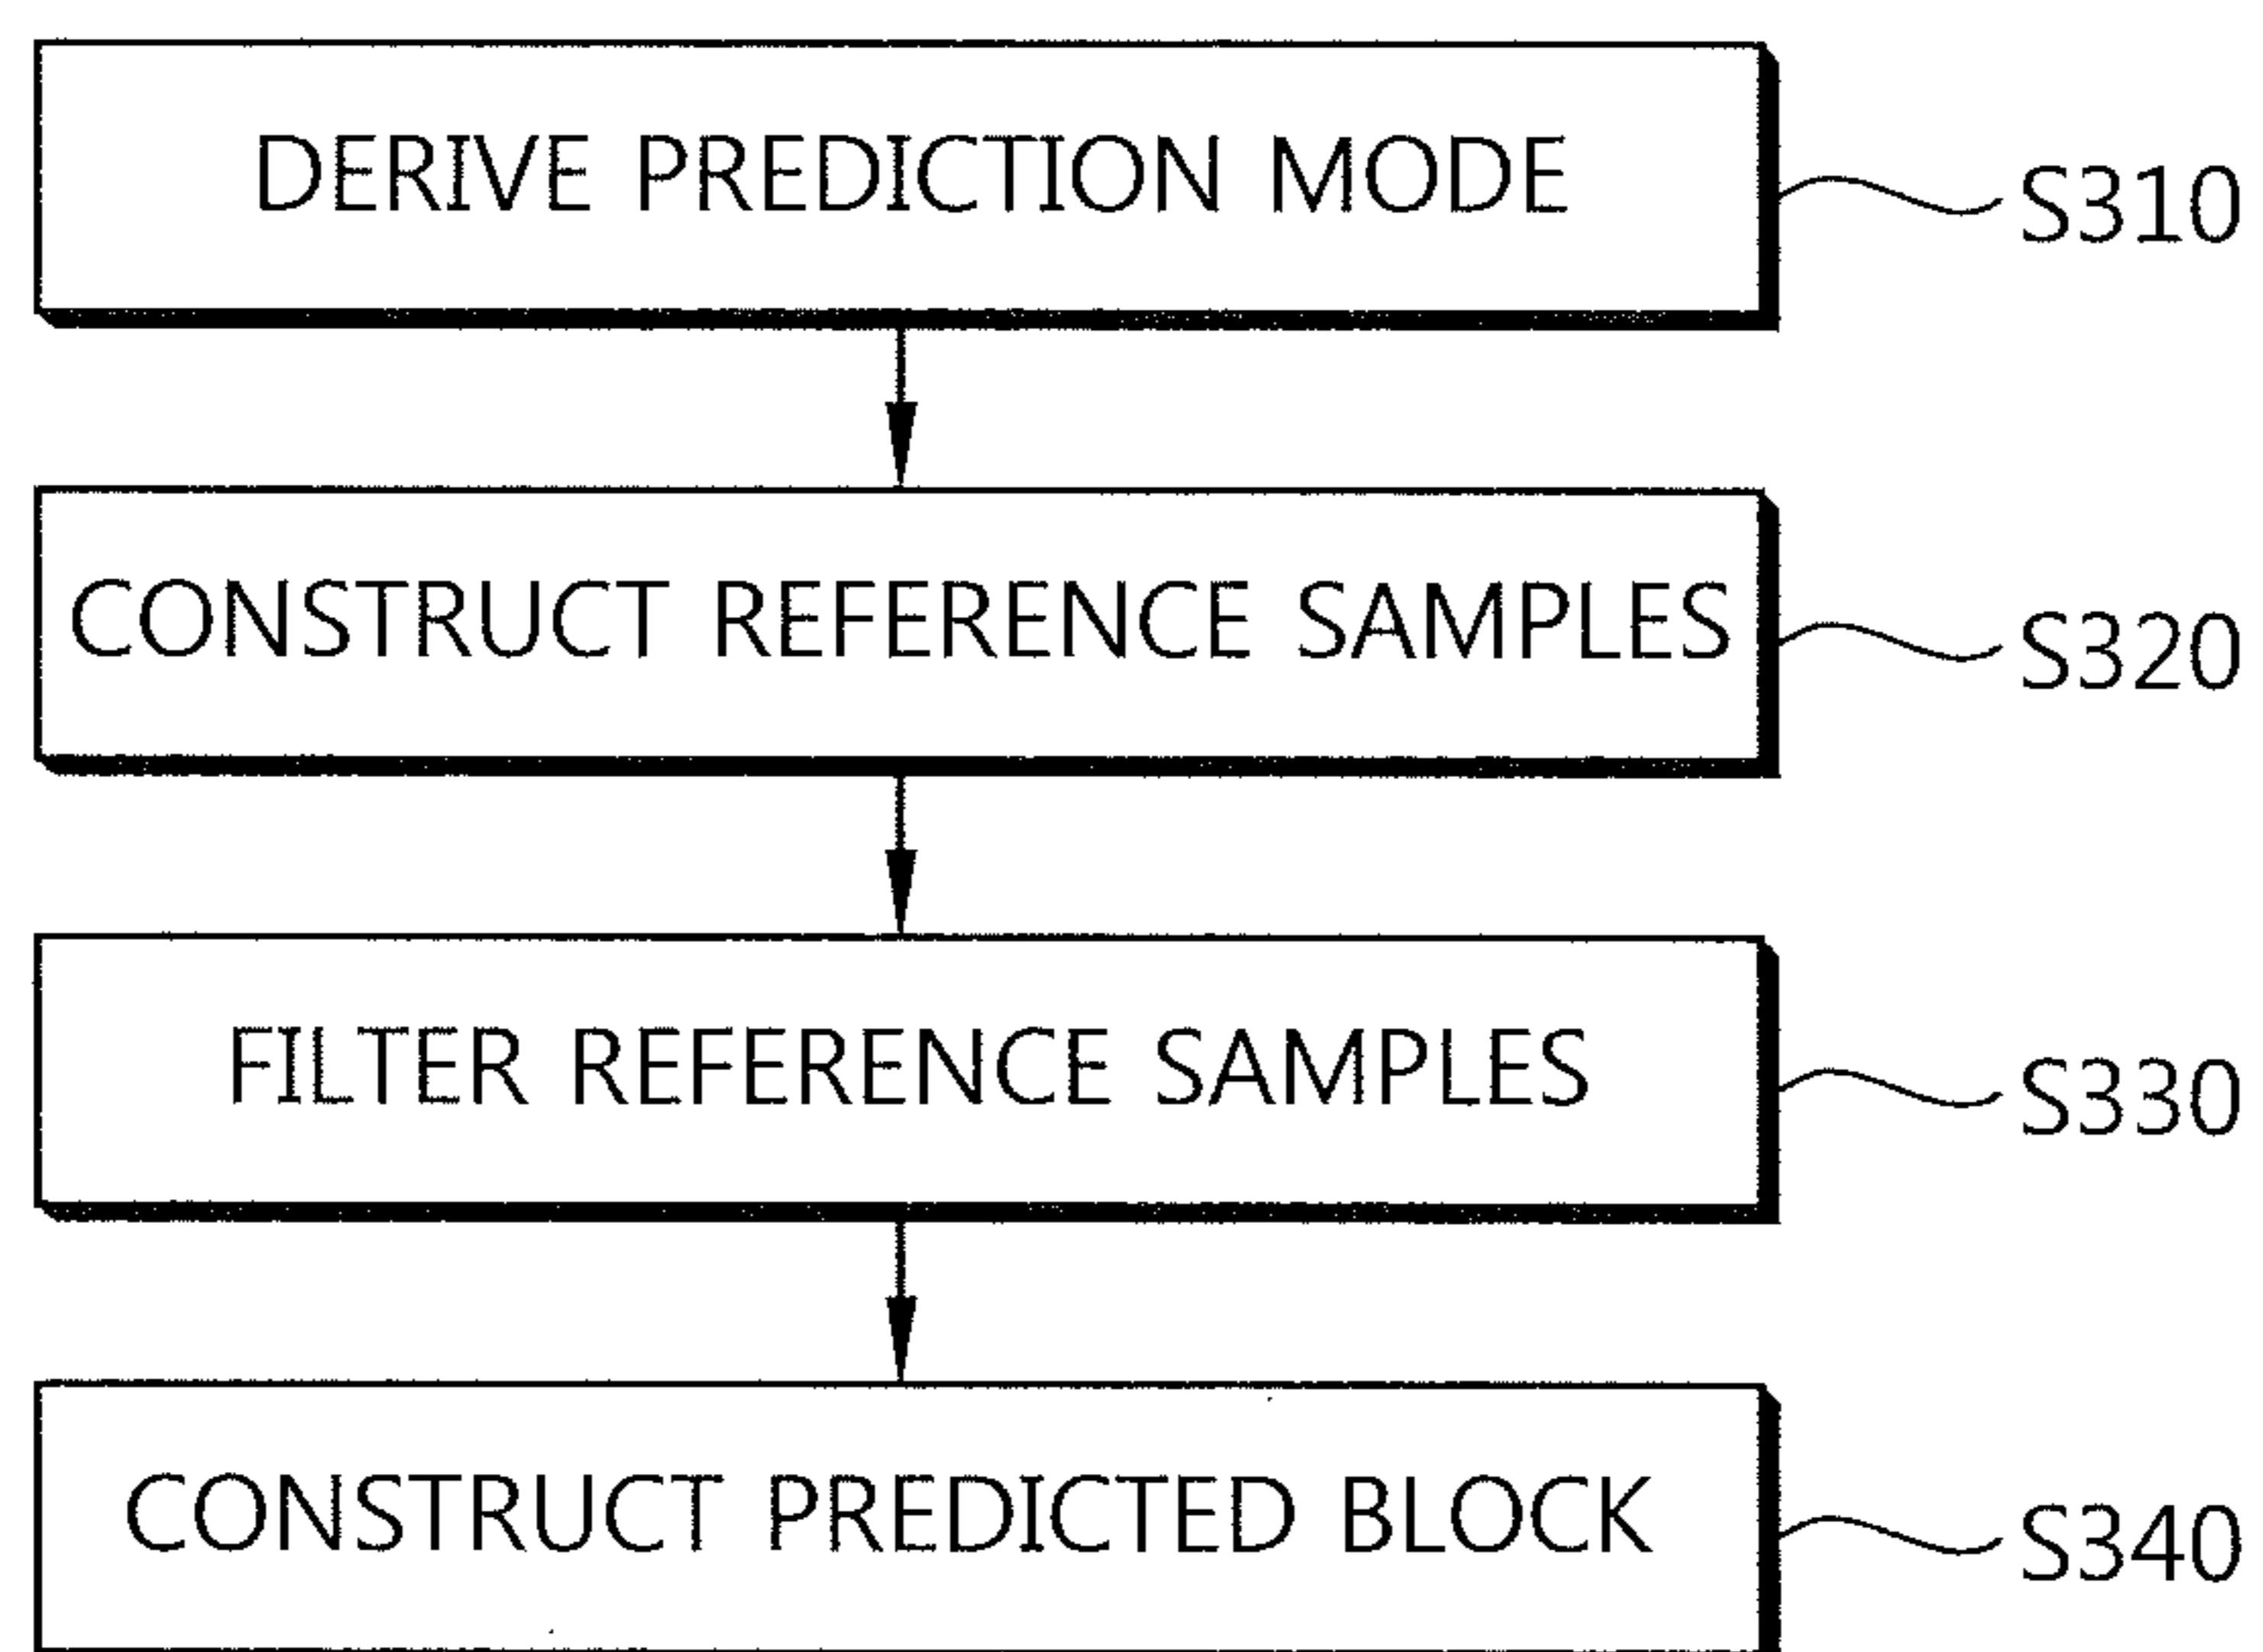 DERIVE PREDICTION MODE
S310
CONSTRUCT REFERENCE SAMPLES
S320
FILTER REFERENCE SAMPLES
S330
CONSTRUCT PREDICTED BLOCK
S340